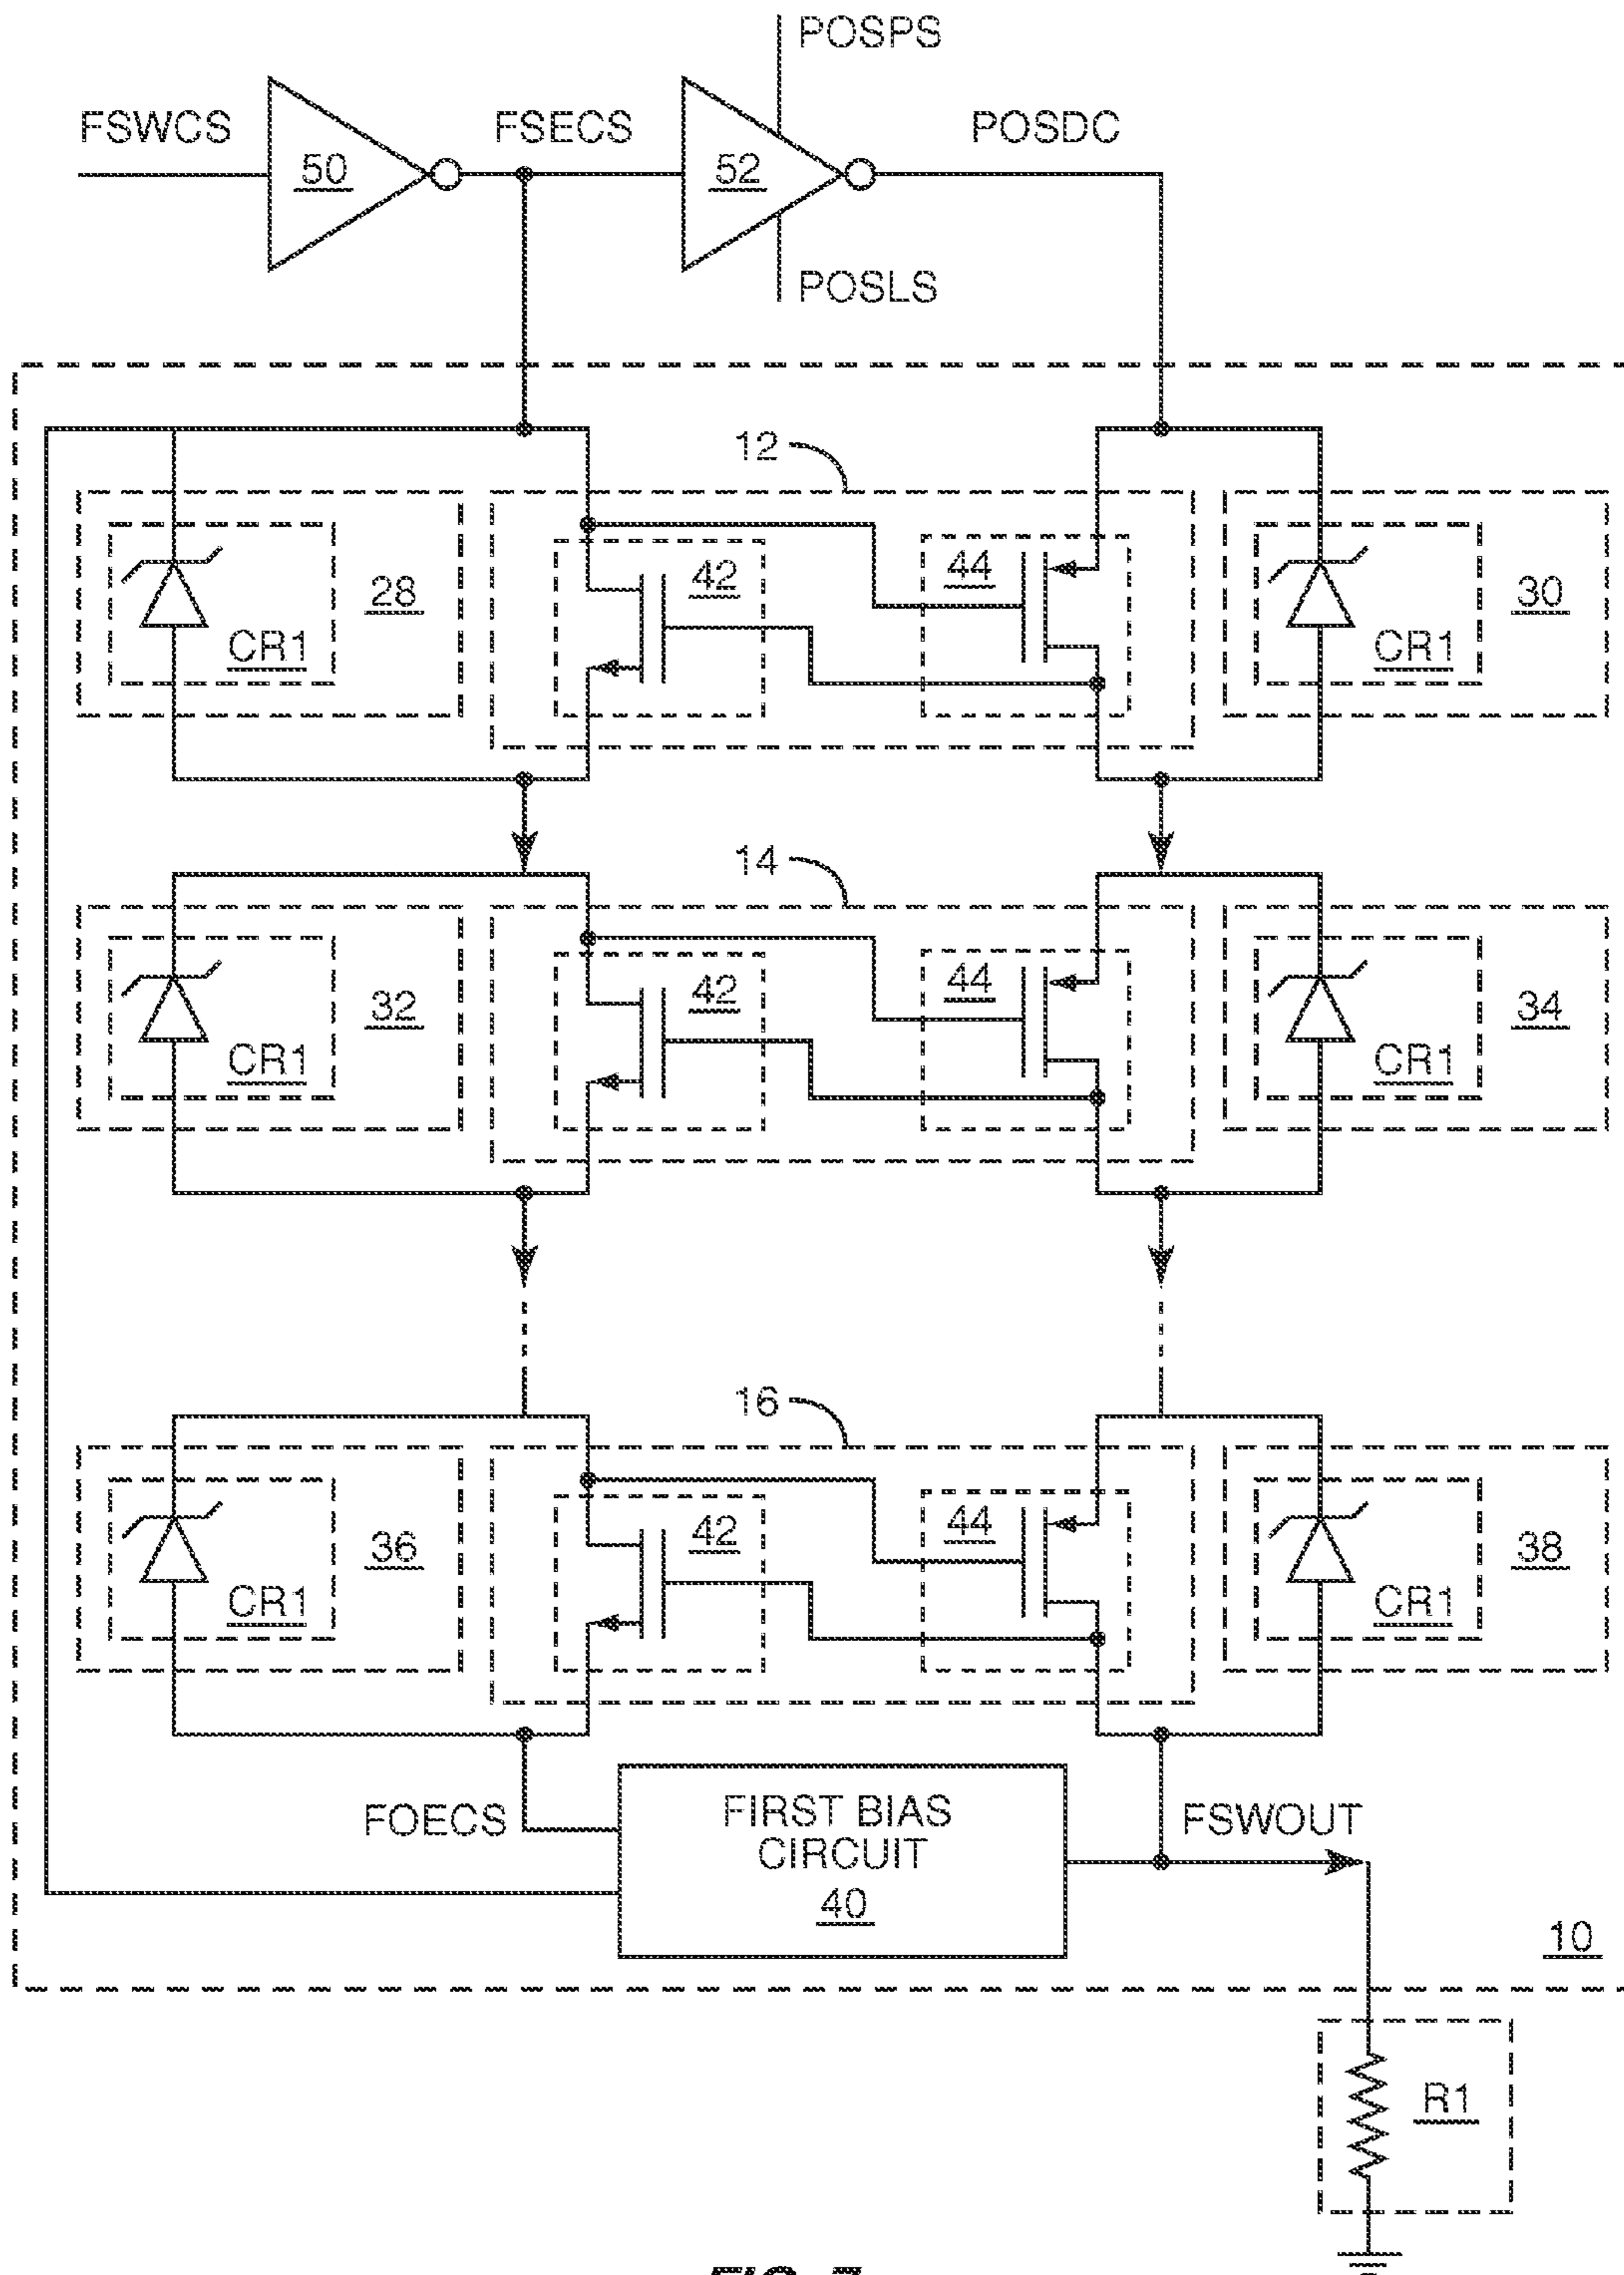 POSPS
FSWCS
50
FSECS
52
POSDC
POSLS
12
28
CR1
42
44
30
CR1
14
32
CR1
42
44
34
CR1
16
36
CR1
42
44
38
CR1
FOECS
FIRST BIAS
CIRCUIT
40
FSWOUT
10
R1